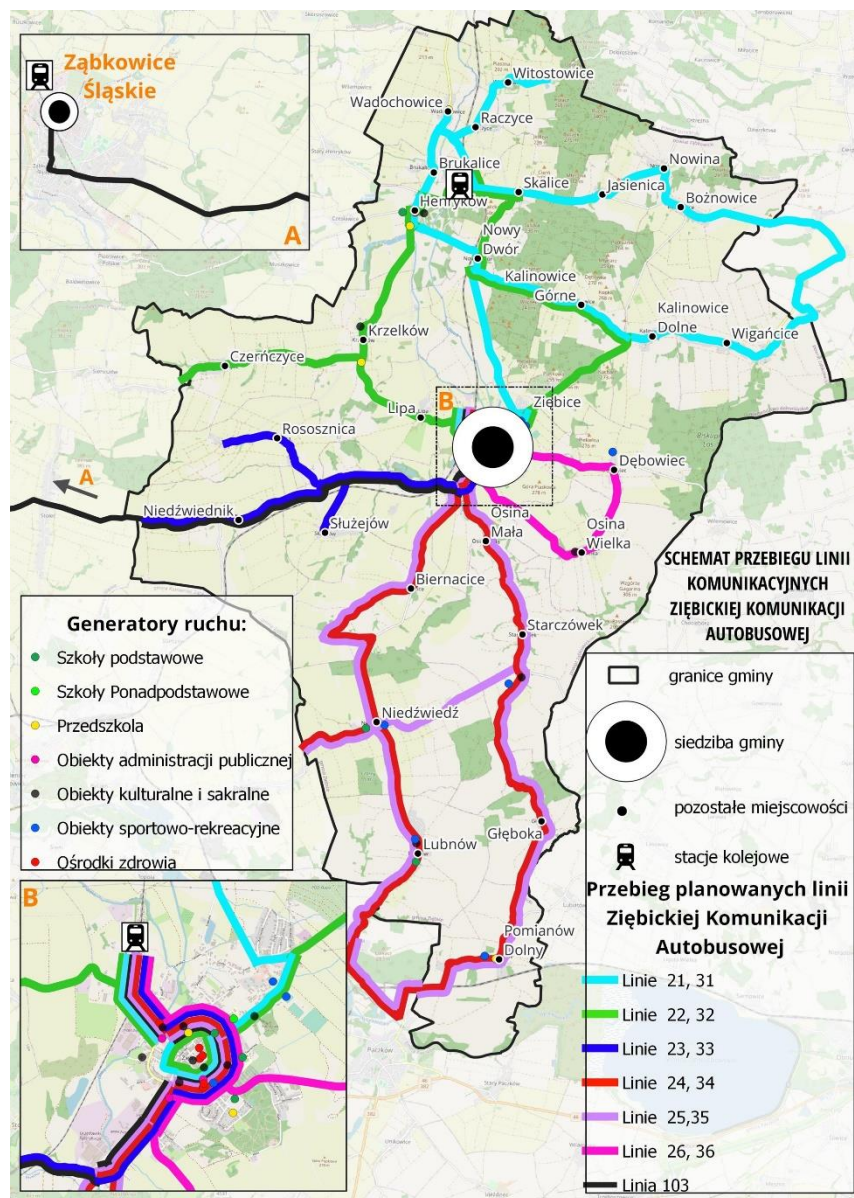 Ząbkowice
Śląskie
A
Witostowice
Wadochowice
Raczyce
Brukalice
Nowina
Skalice
Jasienica
Henryków
Bożnowice
Nowy
Dwór
Kalinowice
Górne
Kalinowice
Dolne
Wigańcice
Krzelków
Czerńczyce
Lipa
B
Ziębice
Rososznica
Dębowiec
A
Niedźwiednik
Służejów
Osina
Mała
Osina
Wielka
Biernacice
SCHEMAT PRZEBIEGU LINII
KOMUNIKACYJNYCH
ZIĘBICKIEJ KOMUNIKACJI
AUTOBUSOWEJ
Starczówek
Niedźwiedź
Głęboka
Lubnów
Pomianów
Dolny
Paczków
Stary Paczków
Generatory ruchu:
Szkoły podstawowe
Szkoły Ponadpodstawowe
Przedszkola
Obiekty administracji publicznej
Obiekty kulturalne i sakralne
Obiekty sportowo-rekreacyjne
Ośrodki zdrowia
B
granice gminy
siedziba gminy
pozostałe miejscowości
stacje kolejowe
Przebieg planowanych linii
Ziębickiej Komunikacji
Autobusowej
Linie 21, 31
Linie 22, 32
Linie 23, 33
Linie 24, 34
Linie 25,35
Linie 26, 36
Linia 103